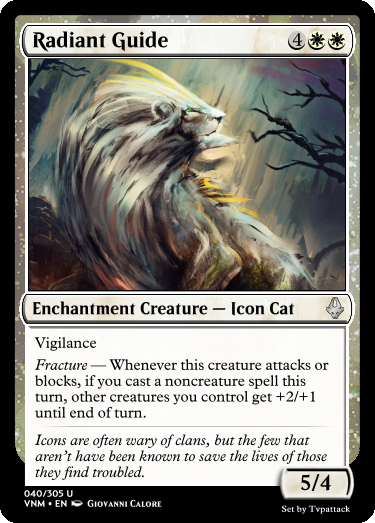 Radiant Guide 4
Enchantment Creature — Icon Cat
Vigilance
Fracture — Whenever this creature attacks or
blocks, if you cast a noncreature spell this
turn, other creatures you control get +2/+1
until end of turn.
Icons are often wary of clans, but the few that
aren't have been known to save the lives of those
they find troubled.
5/4
040/305 U
VNM • EN Giovanni Calore
Set by Tvpattack